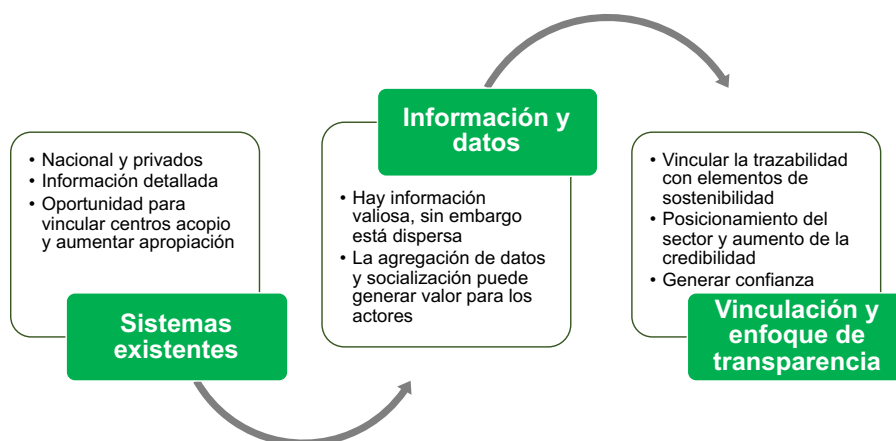 • Nacional y privados
• Información detallada
• Oportunidad para
vincular centros acopio
y aumentar apropiación
Sistemas
existentes
Información y
datos
• Hay información
valiosa, sin embargo
está dispersa
• La agregación de datos
y socialización puede
generar valor para los
actores
• Vincular la trazabilidad
con elementos de
sostenibilidad
• Posicionamiento del
sector y aumento de la
credibilidad
• Generar confianza
Vinculación y
enfoque de
transparencia